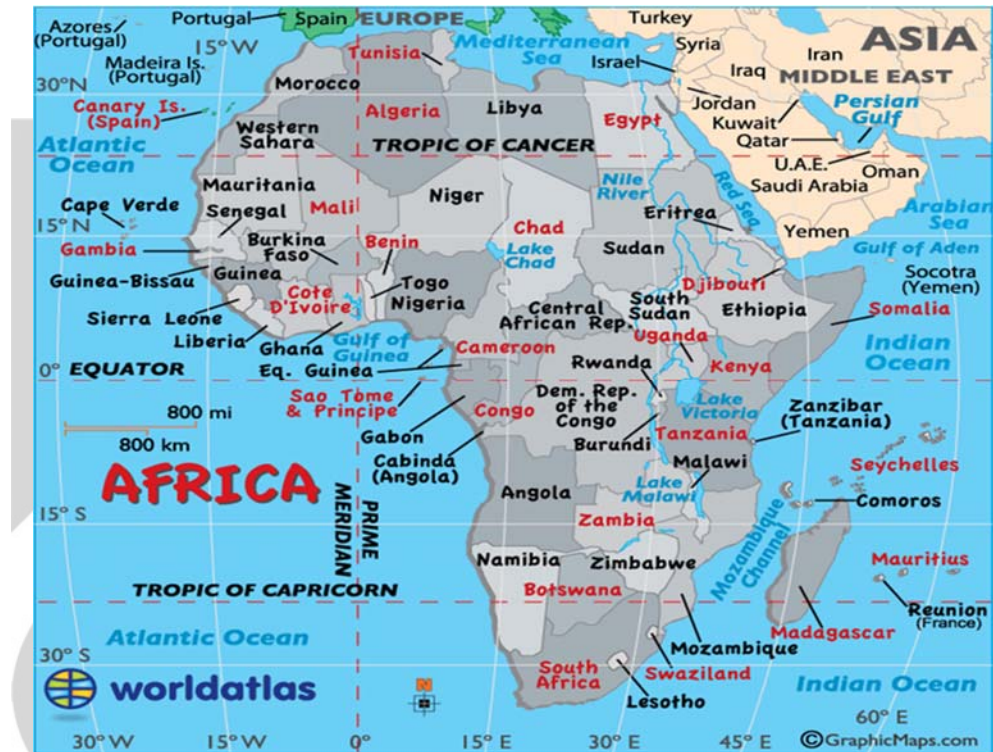 Azores
(Portugal)
Portugal
Spain
EUROPE
Turkey
ASIA
15°W
0°
15°E
Mediterranean
Sea
Syria
Iran
Madeira Is.
(Portugal)
Tunisia
Israel
Iraq
MIDDLE EAST
30°N
Morocco
Jordan
Persian
Gulf
Canary Is.
(Spain)
Algeria
Libya
Egypt
Kuwait
Atlantic
Ocean
Western
Sahara
TROPIC OF CANCER
Qatar
U.A.E.
Oman
Saudi Arabia
Nile
River
Red Sea
Mauritania
Mali
Niger
Cape Verde
Senegal
Chad
Eritrea
Arabian
Sea
15°N
Burkina
Faso
Benin
Sudan
Yemen
Gambia
Lake
Chad
Gulf of Aden
Guinea-Bissau
Guinea
Togo
Djibouti
Socotra
(Yemen)
Cote
D'Ivoire
Nigeria
Central
African Rep.
South
Sudan
Ethiopia
Somalia
Sierra Leone
Liberia
Ghana
Gulf of
Guinea
Cameroon
Uganda
Indian
Ocean
EQUATOR
Eq. Guinea
Rwanda
Kenya
0°
Sao Tome
& Principe
Congo
Dem. Rep.
of the
Congo
Lake
Victoria
800 mi
800 km
Gabon
Burundi
Tanzania
Zanzibar
(Tanzania)
Cabinda
(Angola)
Malawi
Seychelles
AFRICA
Angola
Lake
Malawi
Comoros
15°S
PRIME
MERIDIAN
Zambia
Mozambique
Channel
Namibia
Zimbabwe
Mauritius
TROPIC OF CAPRICORN
Botswana
Reunion
(France)
Atlantic Ocean
Mozambique
Madagascar
30°S
South
Africa
Swaziland
worldatlas
N
Lesotho
Indian Ocean
60°E
30°W
15°W
0°
15°E
30°E
45°E
©GraphicMaps.com